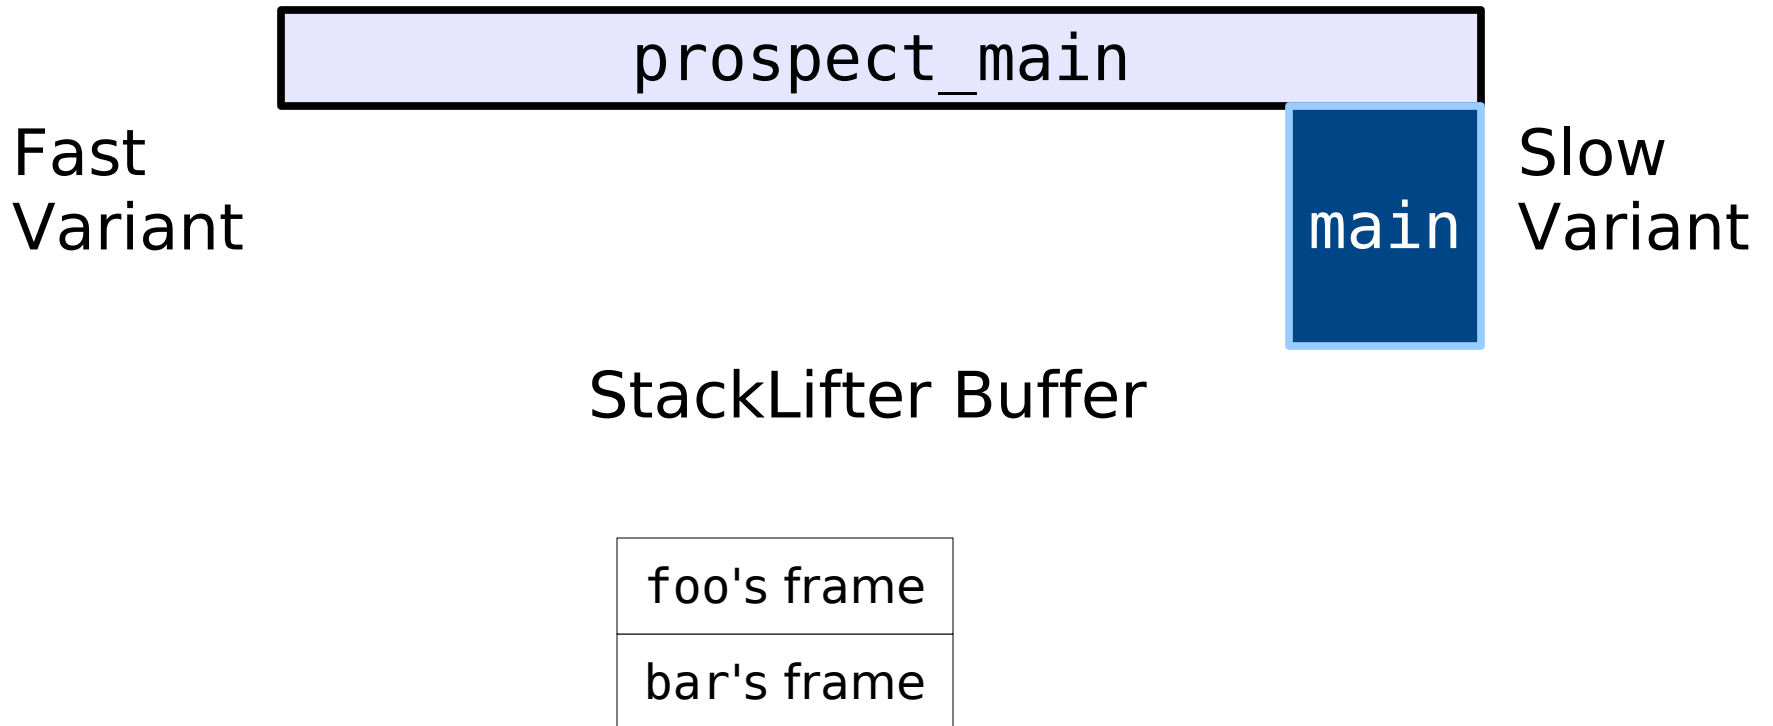 prospect_main
Fast
Variant
main
Slow
Variant
StackLifter Buffer
foo's frame
bar's frame